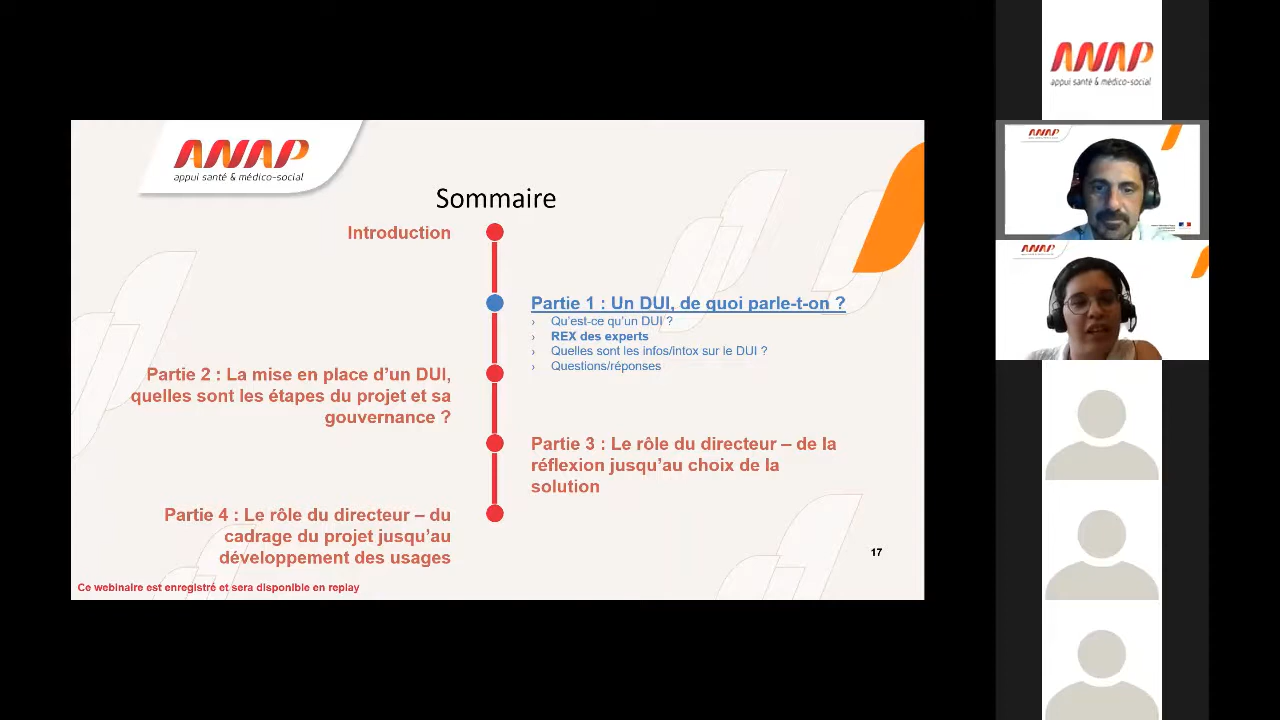 ANAP
appui santé & médico-social
Sommaire
Introduction
Partie 1 : Un DUI, de quoi parle-t-on ?
› Qu'est-ce qu'un DUI ?
› REX des experts
› Quelles sont les infos/intox sur le DUI ?
› Questions/réponses
Partie 2 : La mise en place d'un DUI,
quelles sont les étapes du projet et sa
gouvernance ?
Partie 3 : Le rôle du directeur – de la
réflexion jusqu'au choix de la
solution
Partie 4 : Le rôle du directeur – du
cadrage du projet jusqu'au
développement des usages
17
Ce webinaire est enregistré et sera disponible en replay
ANAP
appui santé & médico-social
ANAP
ANAP